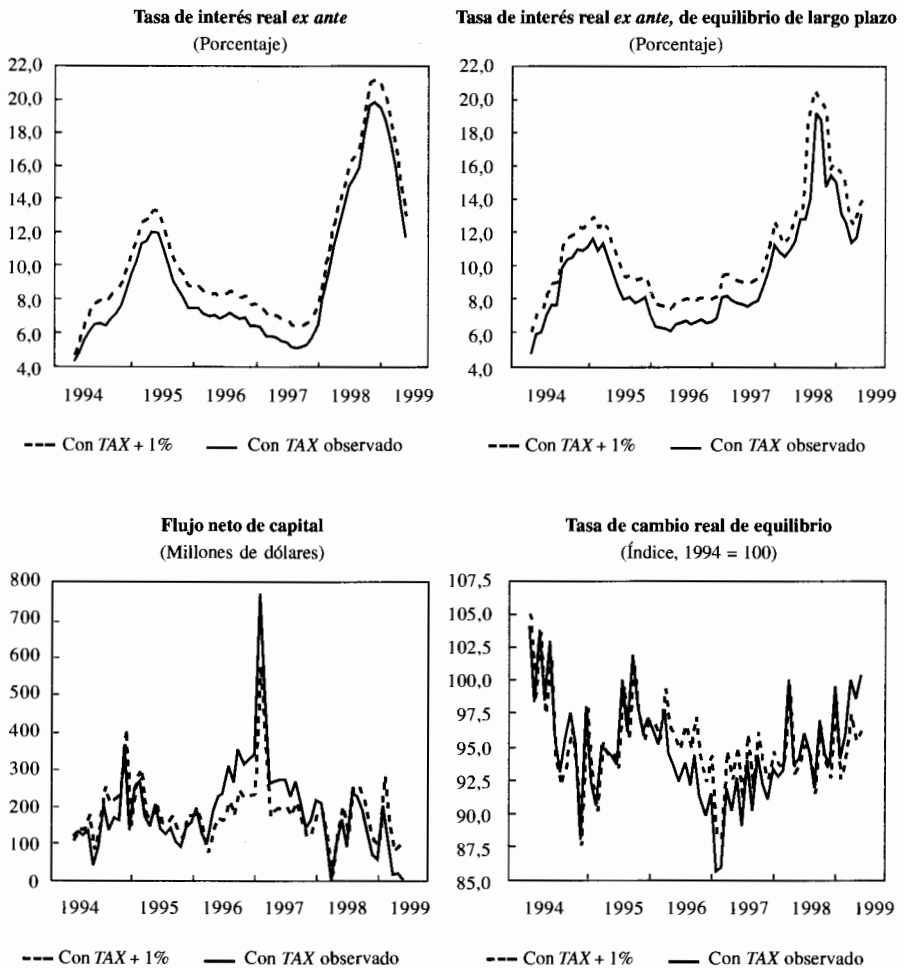 Tasa de interés real ex ante
(Porcentaje)
22,0
20,0
18,0
16,0
14,0
12,0
10,0
8,0
6,0
4,0
1994 1995 1996 1997 1998 1999
Con TAX + 1% Con TAX observado
Tasa de interés real ex ante, de equilibrio de largo plazo
(Porcentaje)
22,0
20,0
18,0
16,0
14,0
12,0
10,0
8,0
6,0
4,0
1994 1995 1996 1997 1998 1999
Con TAX + 1% Con TAX observado
Flujo neto de capital
(Millones de dólares)
800
700
600
500
400
300
200
100
0
1994 1995 1996 1997 1998 1999
Con TAX + 1% Con TAX observado
Tasa de cambio real de equilibrio
(Índice, 1994 = 100)
107,5
105,0
102,5
100,0
97,5
95,0
92,5
90,0
87,5
85,0
1994 1995 1996 1997 1998 1999
Con TAX + 1% Con TAX observado